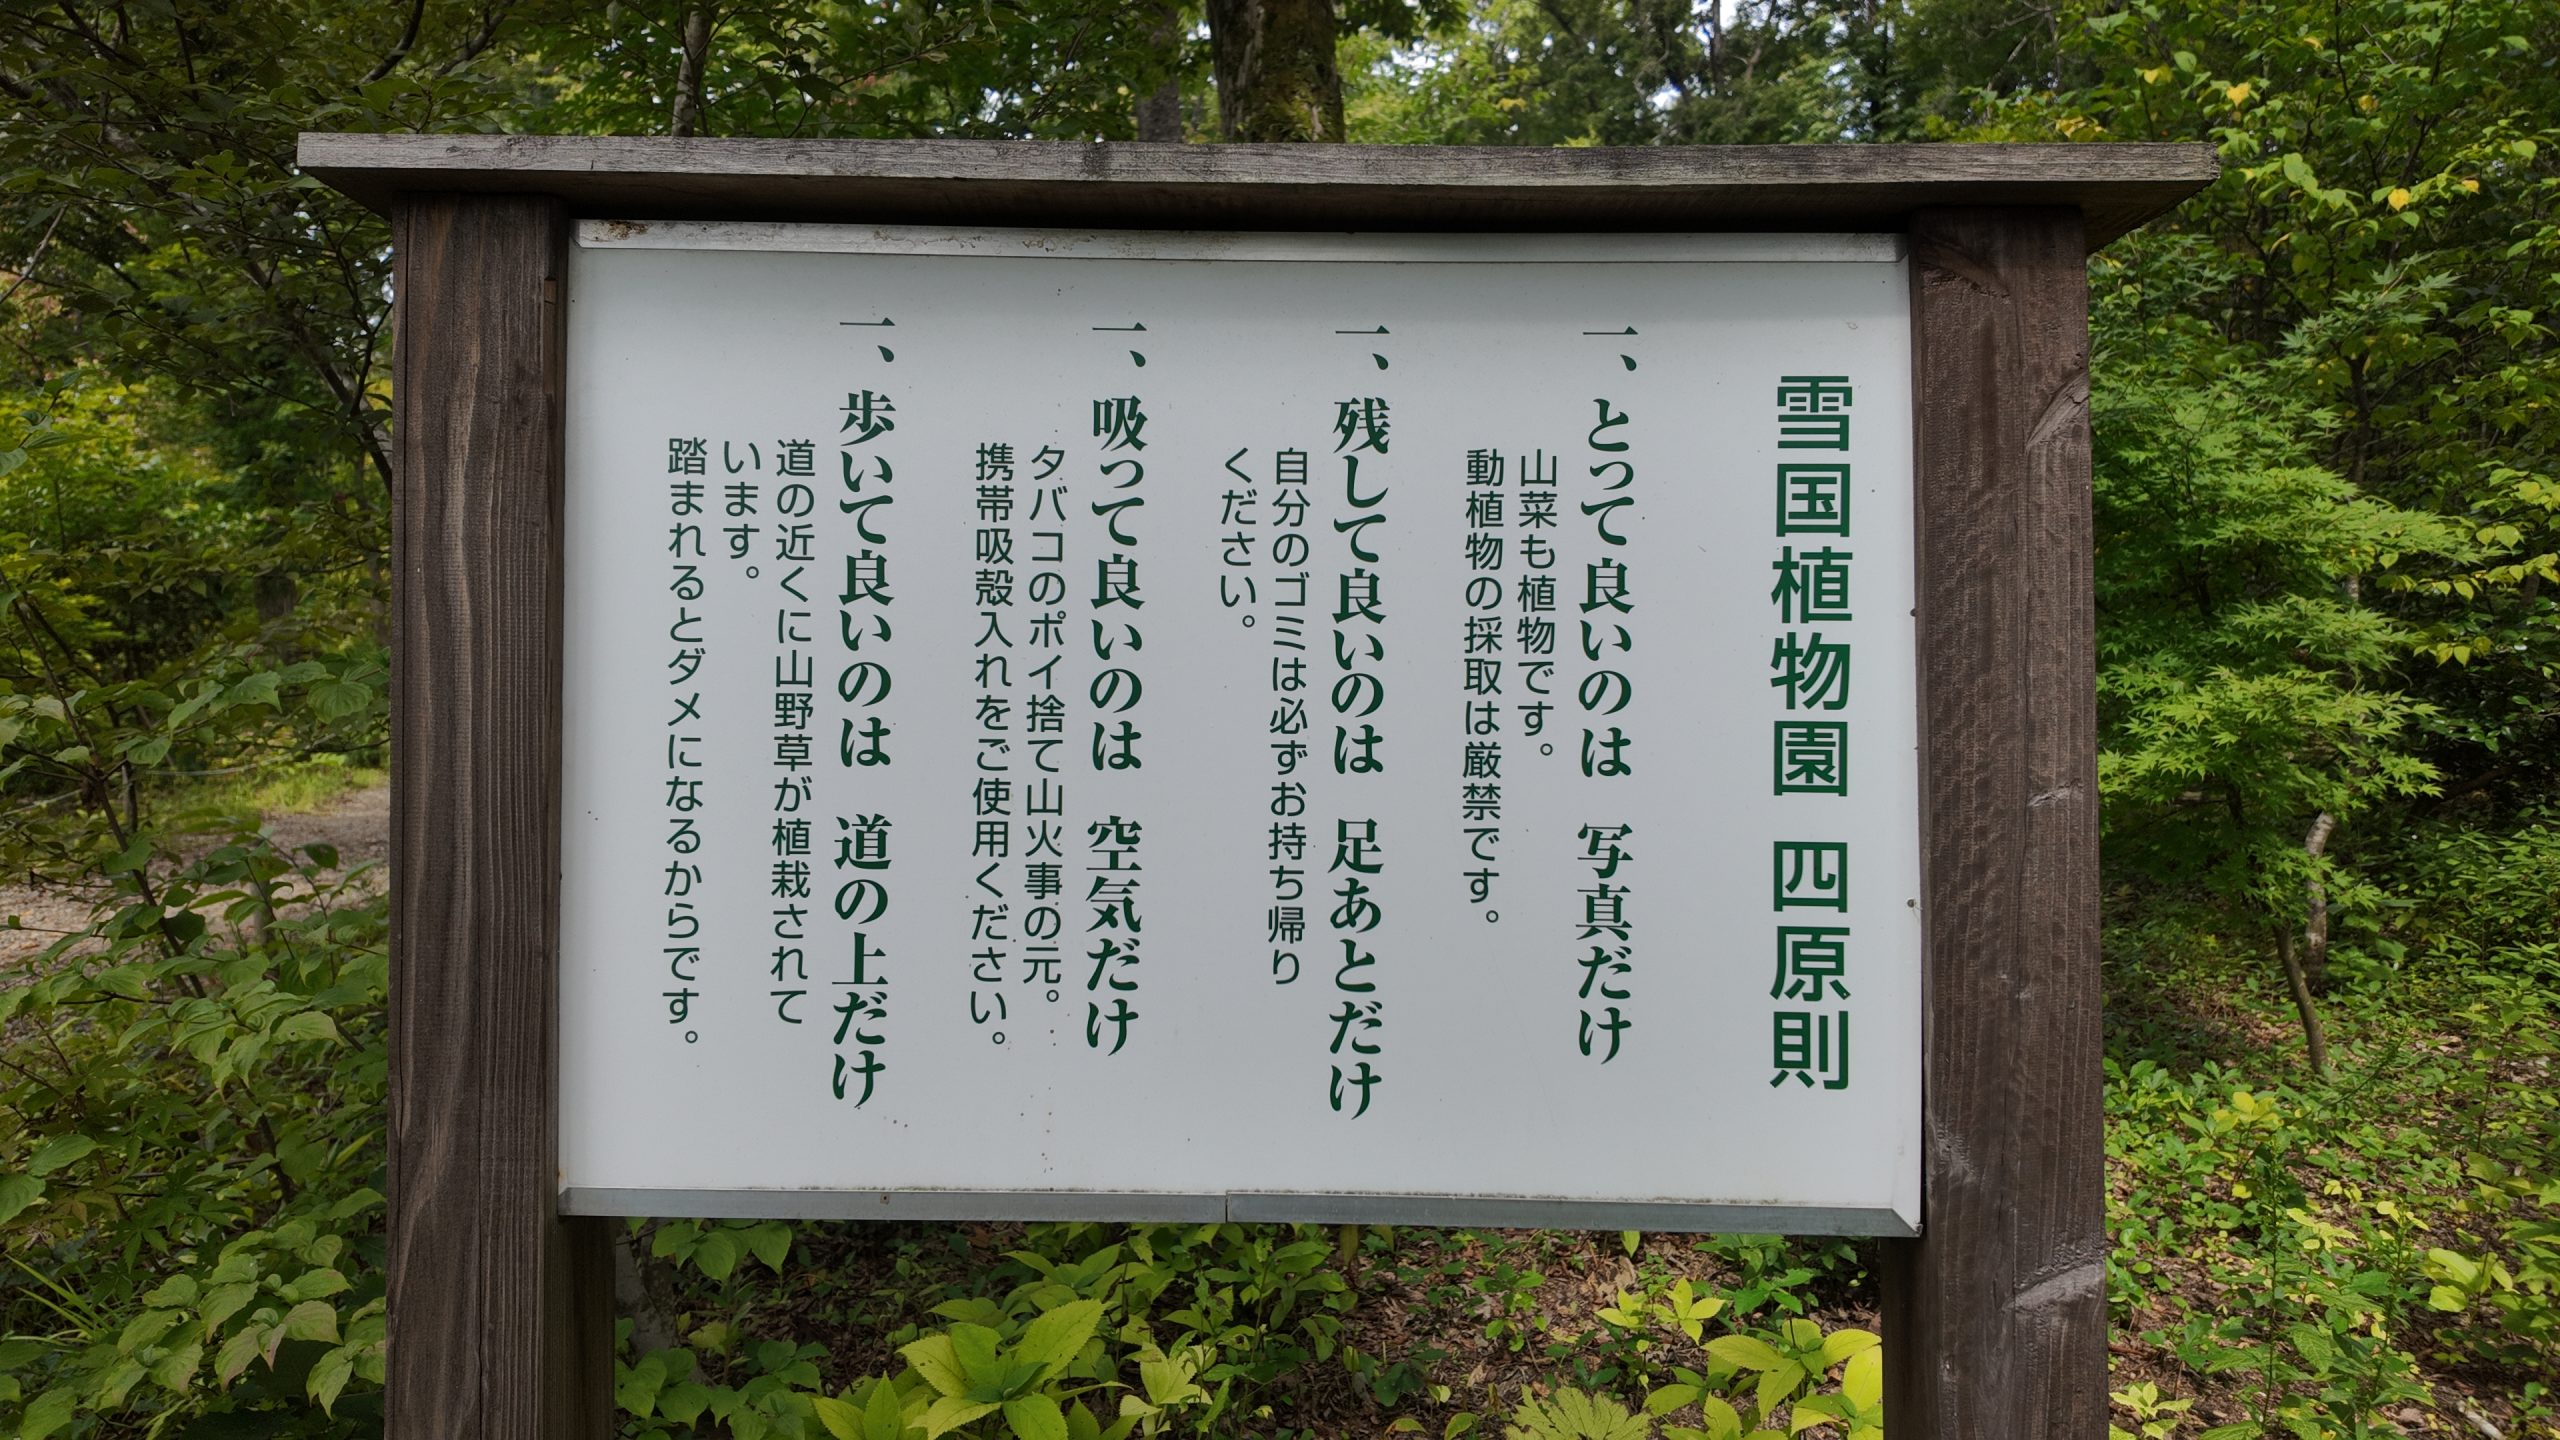 雪国植物園 四原則
一、とって良いのは 写真だけ
山菜も植物です。
動植物の採取は厳禁です。
一、残して良いのは 足あとだけ
自分のゴミは必ずお持ち帰り
ください。
一、吸って良いのは 空気だけ
タバコのポイ捨て山火事の元。
携帯吸殻入れをご使用ください。
一、歩いて良いのは 道の上だけ
道の近くに山野草が植栽されて
います。
踏まれるとダメになるからです。